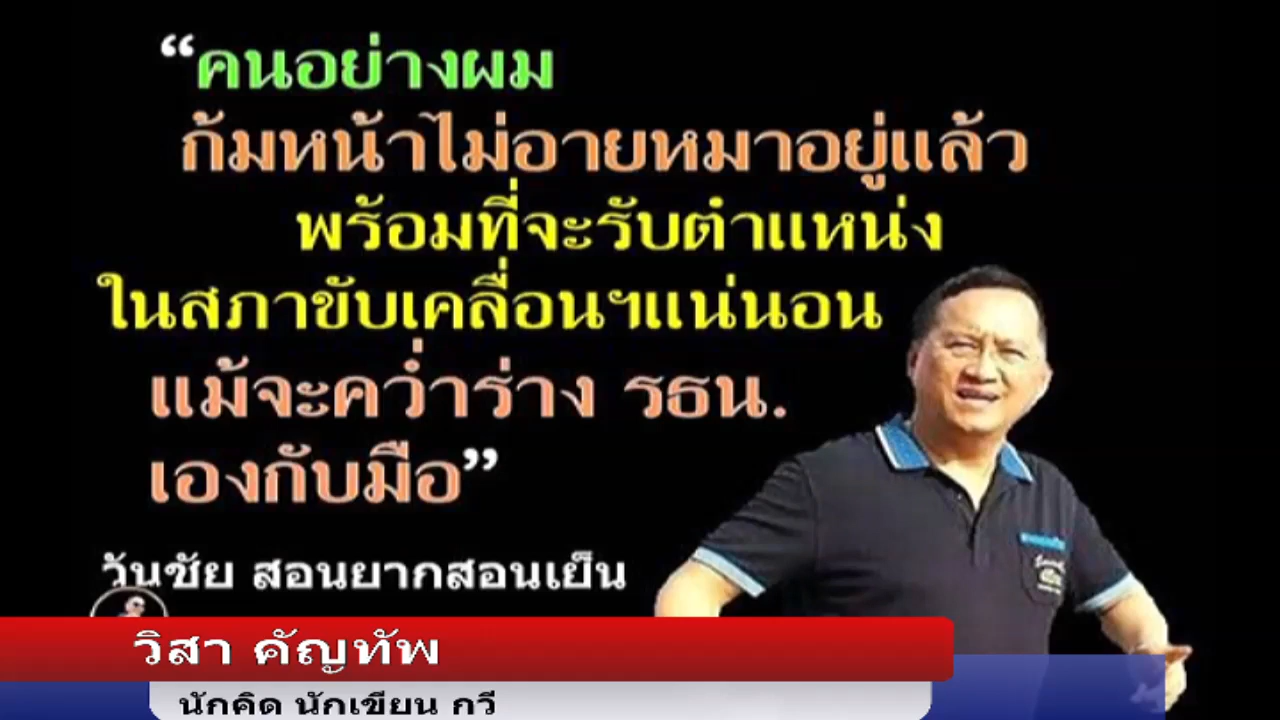 “คนอย่างผม
ก้มหน้าไม่อายหมาอยู่แล้ว
พร้อมที่จะรับตำแหน่ง
ในสภาขับเคลื่อนฯแน่นอน
แม้จะคว่ำร่าง รธน.
เองกับมือ”
วันชัย สอนยากสอนเย็น
วิสา คัญทัพ
นักคิด นักเขียน กวี